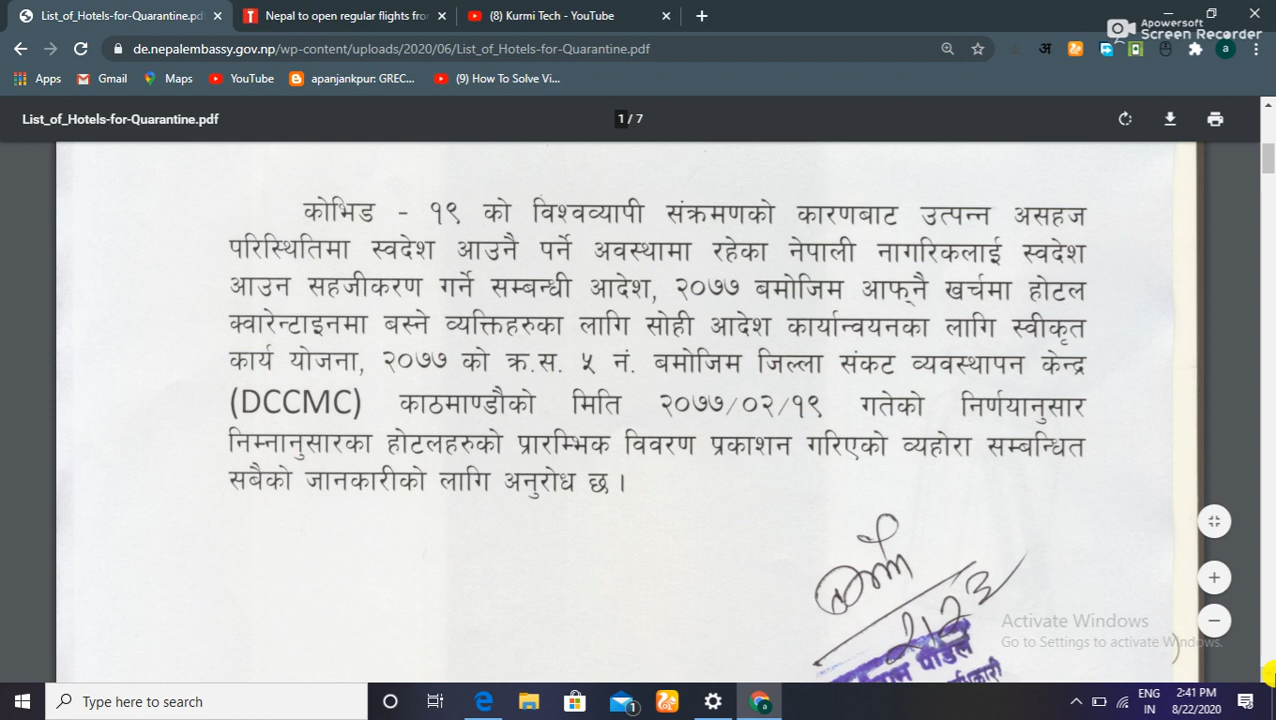 List_of_Hotels-for-Quarantine.pdf
Nepal to open regular flights from
(8) Kurmi Tech - YouTube
Apowersoft
Screen Recorder
de.nepalembassy.gov.np/wp-content/uploads/2020/06/List_of_Hotels-for-Quarantine.pdf
Apps Gmail Maps YouTube apanjankpur: GREC... (9) How To Solve Vi...
List_of_Hotels-for-Quarantine.pdf 1 / 7
कोभिड - १९ को विश्वव्यापी संक्रमणको कारणबाट उत्पन्न असहज
परिस्थितिमा स्वदेश आउनै पर्ने अवस्थामा रहेका नेपाली नागरिकलाई स्वदेश
आउन सहजीकरण गर्ने सम्बन्धी आदेश, २०७७ बमोजिम आफ्नै खर्चमा होटल
क्वारेन्टाइनमा बस्ने व्यक्तिहरुका लागि सोही आदेश कार्यान्वयनका लागि स्वीकृत
कार्य योजना, २०७७ को क्र.स. ५ नं. बमोजिम जिल्ला संकट व्यवस्थापन केन्द्र
(DCCMC) काठमाण्डौको मिति २०७७/०२/१९ गतेको निर्णयानुसार
निम्नानुसारका होटलहरुको प्रारम्भिक विवरण प्रकाशन गरिएको व्यहोरा सम्बन्धित
सबैको जानकारीको लागि अनुरोध छ ।
Activate Windows
Go to Settings to activate Windows.
Type here to search
ENG
IN
2:41 PM
8/22/2020